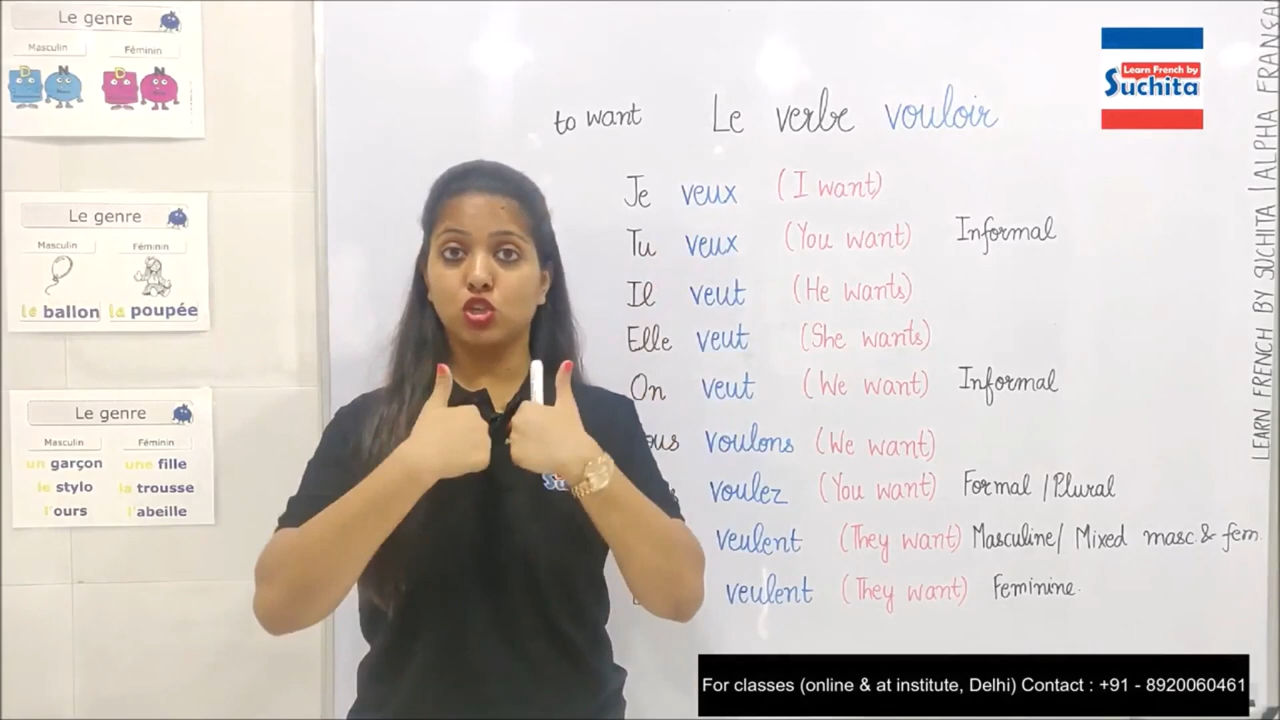 Le genre
Masculin Féminin
D N D N
Le genre
Masculin Féminin
le ballon la poupée
Le genre
Masculin Féminin
un garçon une fille
le stylo la trousse
l'ours l'abeille
to want Le verbe vouloir
Je veux (I want)
Tu veux (You want) Informal
Il veut (He wants)
Elle veut (She wants)
On veut (We want) Informal
ous voulons (We want)
voulez (You want) Formal / Plural
veulent (They want) Masculine/ Mixed masc. & fem.
veulent (They want) Feminine.
Learn French by
Suchita
LEARN FRENCH BY SUCHITA | ALPHA FRANÇA
For classes (online & at institute, Delhi) Contact : +91 - 8920060461